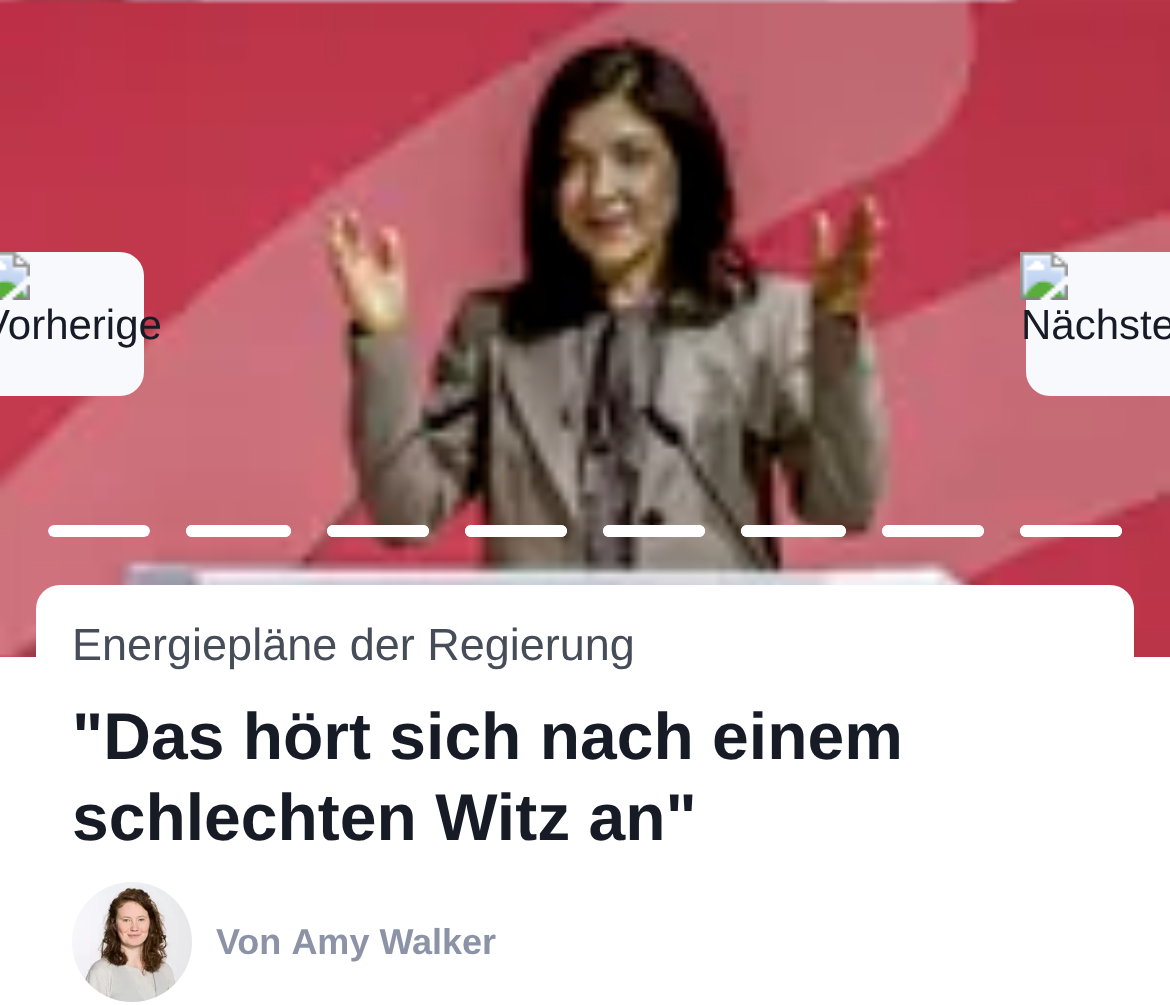 Vorherige
Nächste
Energiepläne der Regierung
"Das hört sich nach einem
schlechten Witz an"
Von Amy Walker